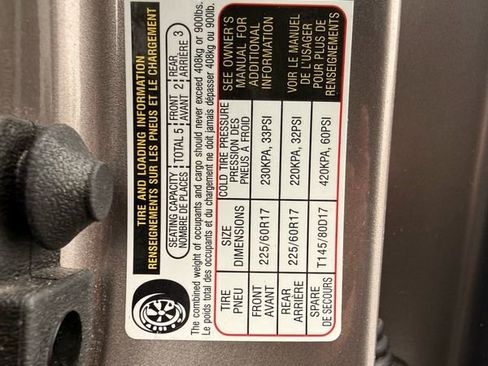 TIRE AND LOADING INFORMATION
RENSEIGNEMENTS SUR LES PNEUS ET LE CHARGEMENT
SEATING CAPACITY TOTAL 5 FRONT 2 REAR 3
NOMBRE DE PLACES AVANT ARRIÈRE
The combined weight of occupants and cargo should never exceed 408kg or 900lbs.
Le poids total des occupants et du chargement ne doit jamais dépasser 408kg ou 900lb.
TIRE SIZE COLD TIRE PRESSURE
PNEU DIMENSIONS PRESSION DES PNEUS A FROID
FRONT AVANT 225/60R17 230KPA, 33PSI
REAR ARRIÈRE 225/60R17 220KPA, 32PSI
SPARE DE SECOURS T145/80D17 420KPA, 60PSI
SEE OWNER'S
MANUAL FOR
ADDITIONAL
INFORMATION
VOIR LE MANUEL
DE L'USAGER
POUR PLUS DE
RENSEIGNEMENTS